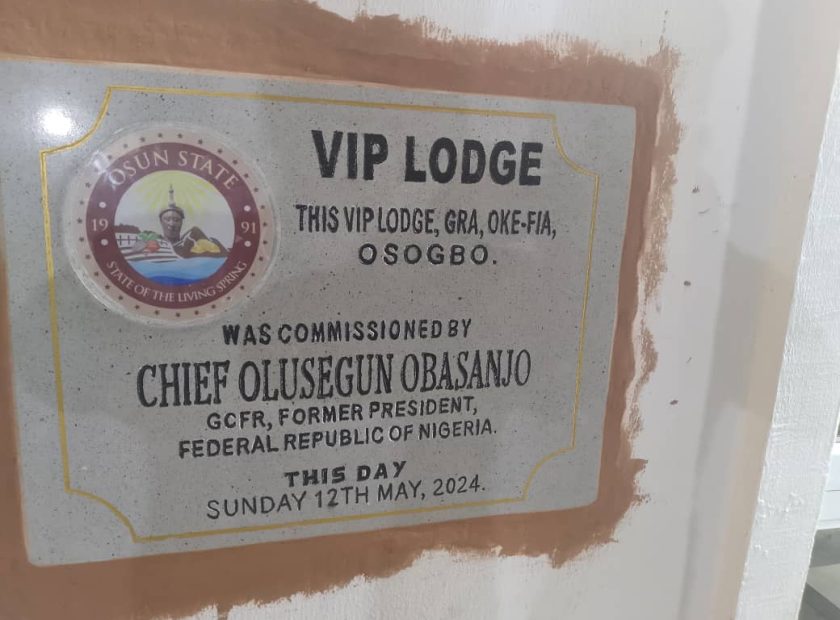 OSUN STATE
19 91
STATE OF THE LIVING SPRING
VIP LODGE
THIS VIP LODGE, GRA, OKE-FIA,
OSOGBO.
WAS COMMISSIONED BY
CHIEF OLUSEGUN OBASANJO
GCFR, FORMER PRESIDENT,
FEDERAL REPUBLIC OF NIGERIA.
THIS DAY
SUNDAY 12TH MAY, 2024.